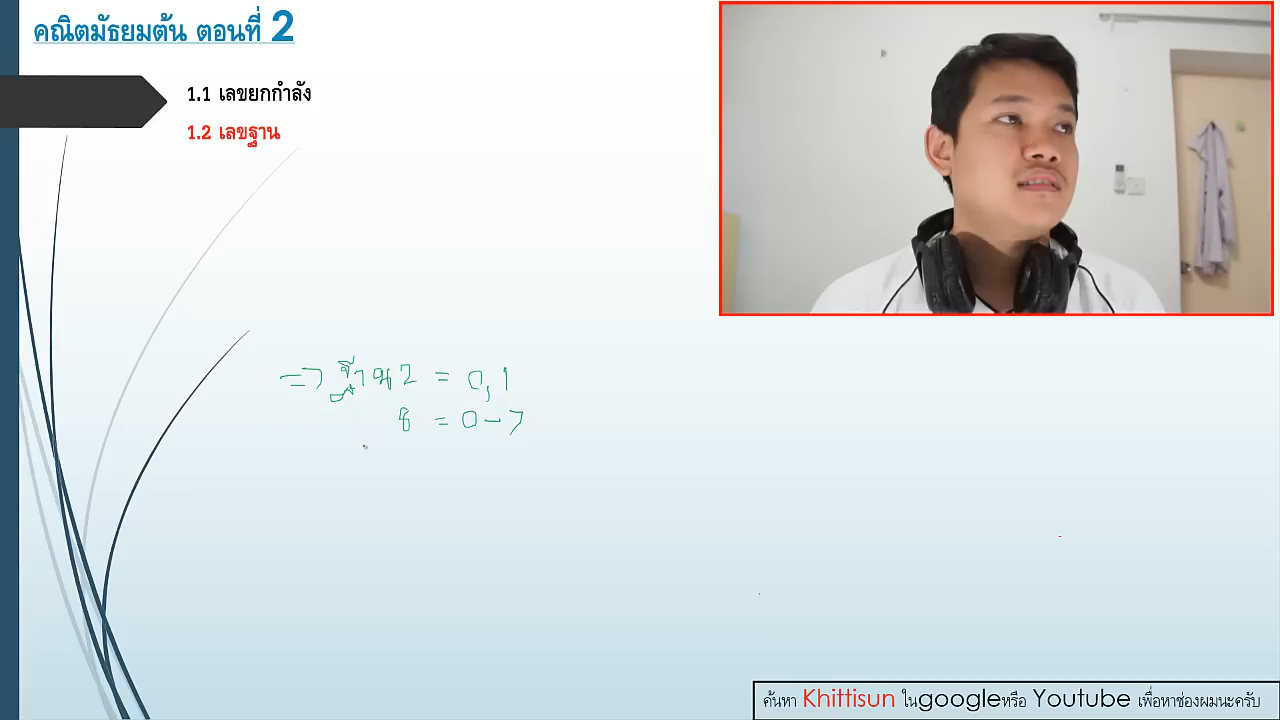 คณิตมัธยมต้น ตอนที่ 2
1.1 เลขยกกำลัง
1.2 เลขฐาน
=> ฐาน 2 = 0, 1
8 = 0 - 7
ค้นหา Khittisun ในgoogleหรือ Youtube เพื่อหาช่องผมนะครับ